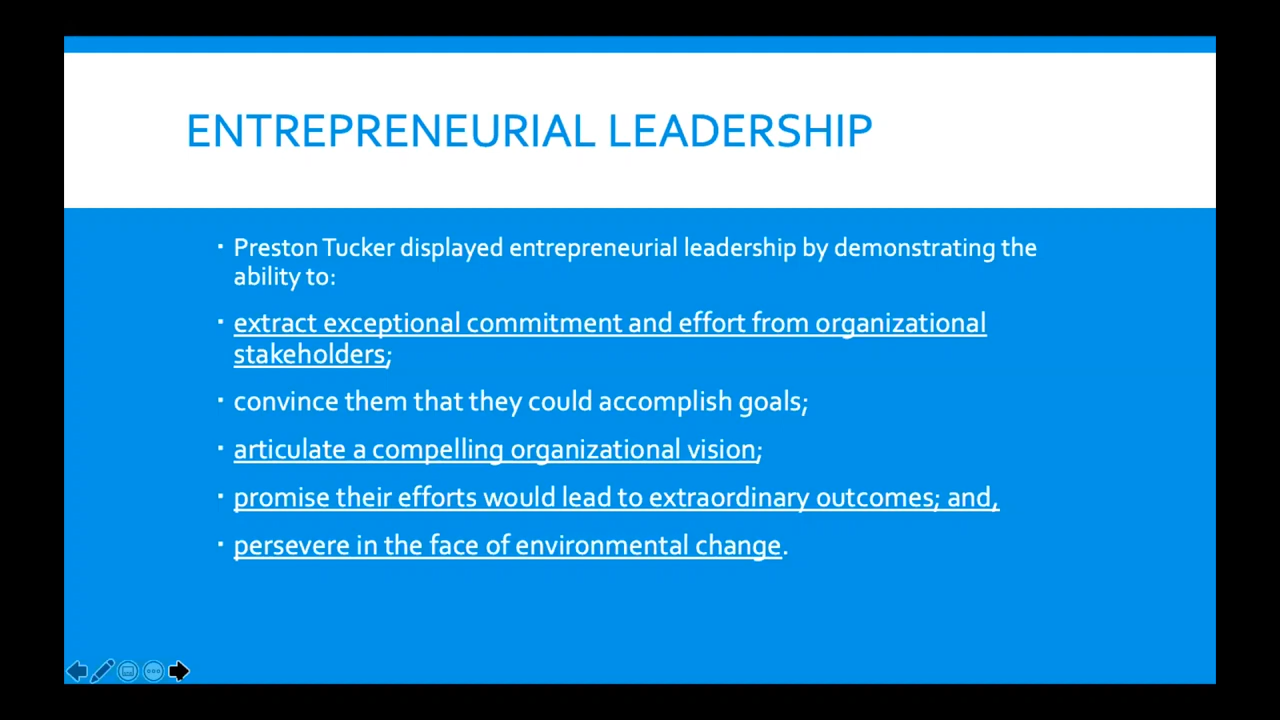 ENTREPRENEURIAL LEADERSHIP
▪ Preston Tucker displayed entrepreneurial leadership by demonstrating the
ability to:
▪ extract exceptional commitment and effort from organizational
stakeholders;
▪ convince them that they could accomplish goals;
▪ articulate a compelling organizational vision;
▪ promise their efforts would lead to extraordinary outcomes; and,
▪ persevere in the face of environmental change.